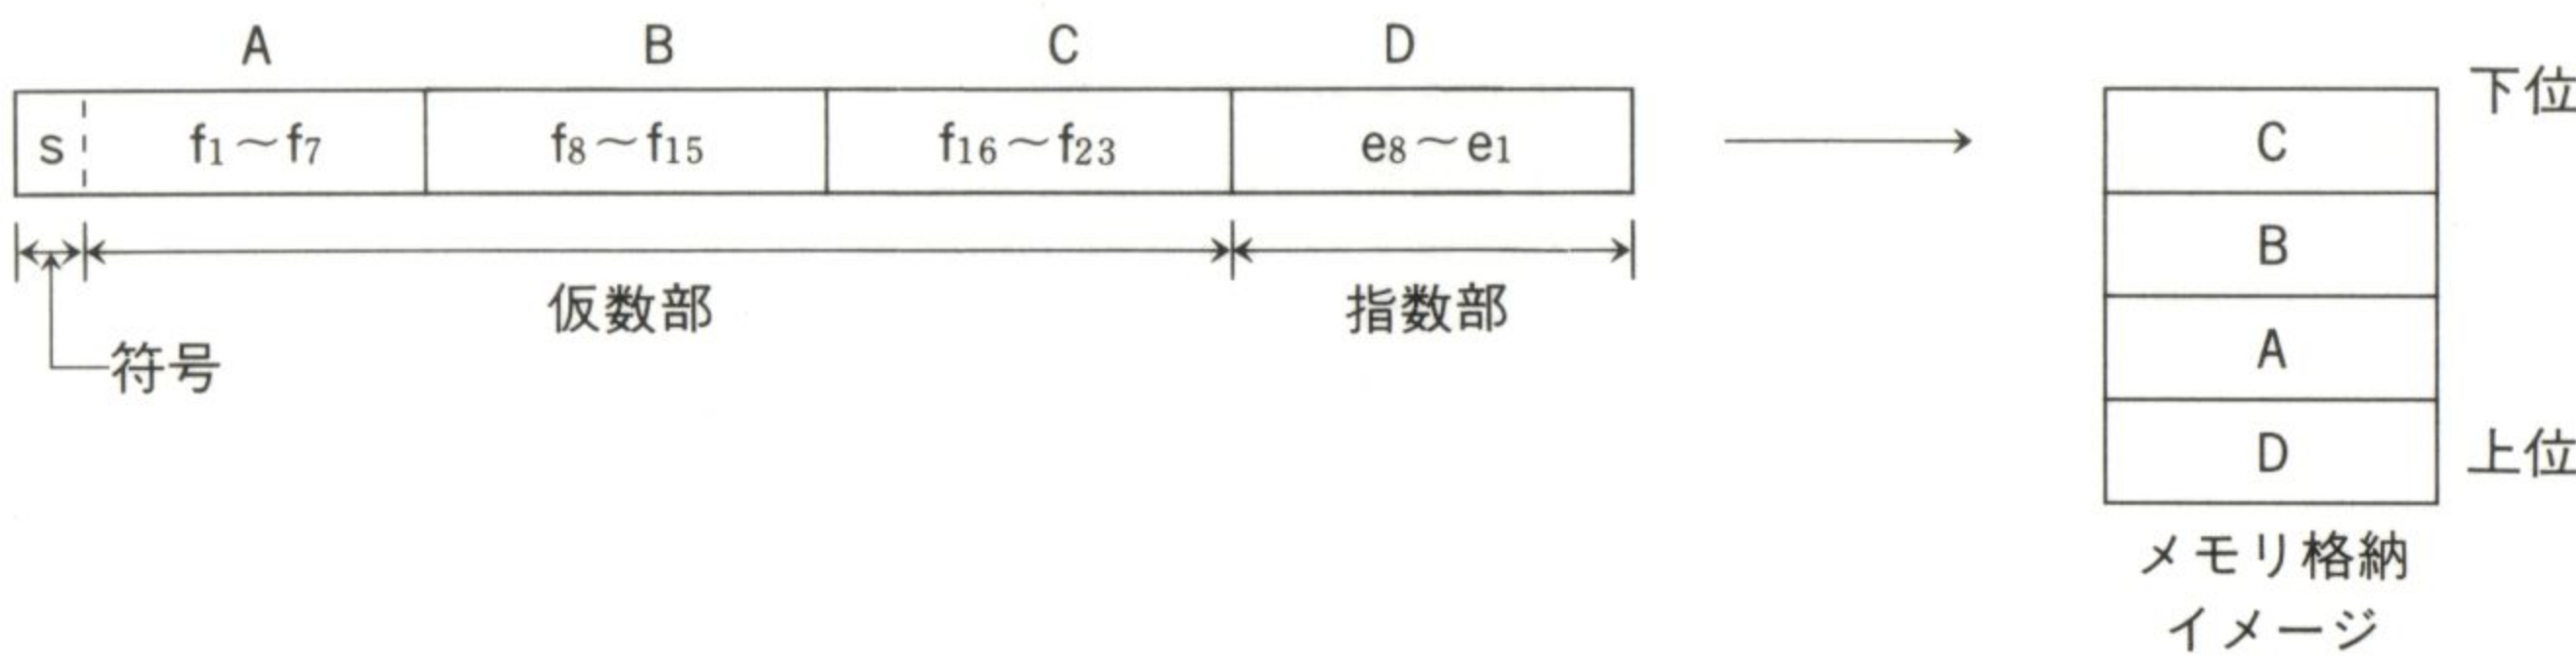 A B C D
s f1〜f7 f8〜f15 f16〜f23 e8〜e1
仮数部 指数部
符号
下位
C
B
A
D
上位
メモリ格納
イメージ